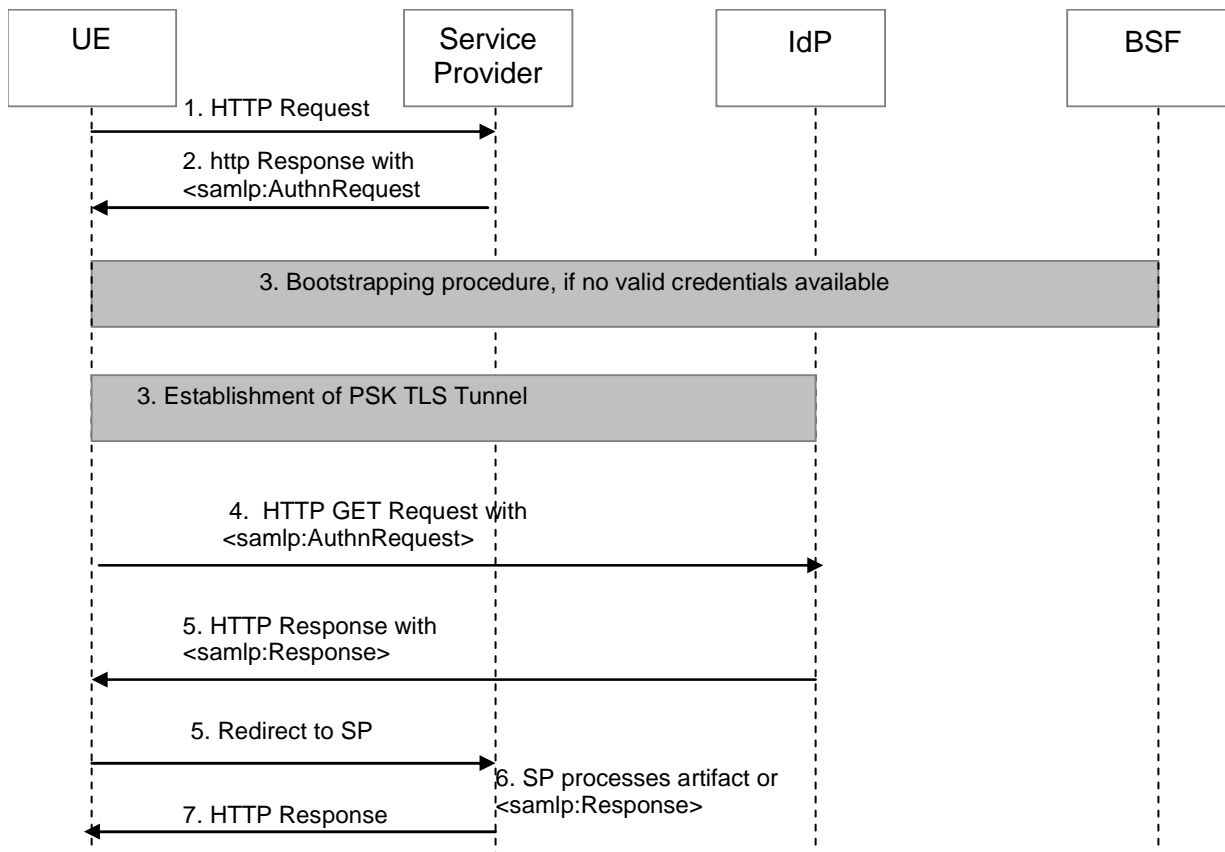 UE
Service
Provider
IdP
BSF
1. HTTP Request
2. http Response with
<samlp:AuthnRequest
3. Bootstrapping procedure, if no valid credentials available
3. Establishment of PSK TLS Tunnel
4. HTTP GET Request with
<samlp:AuthnRequest>
5. HTTP Response with
<samlp:Response>
5. Redirect to SP
6. SP processes artifact or
<samlp:Response>
7. HTTP Response